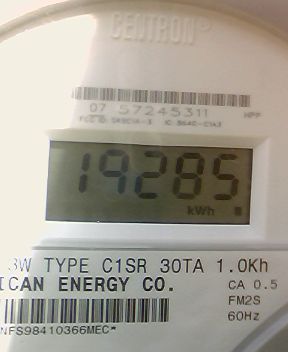 CENTRON
07 57245311 HPP
19285
kWh
3W TYPE C1SR 30TA 1.0Kh
ICAN ENERGY CO. CA 0.5
FM2S
NFS98410366MEC* 60Hz